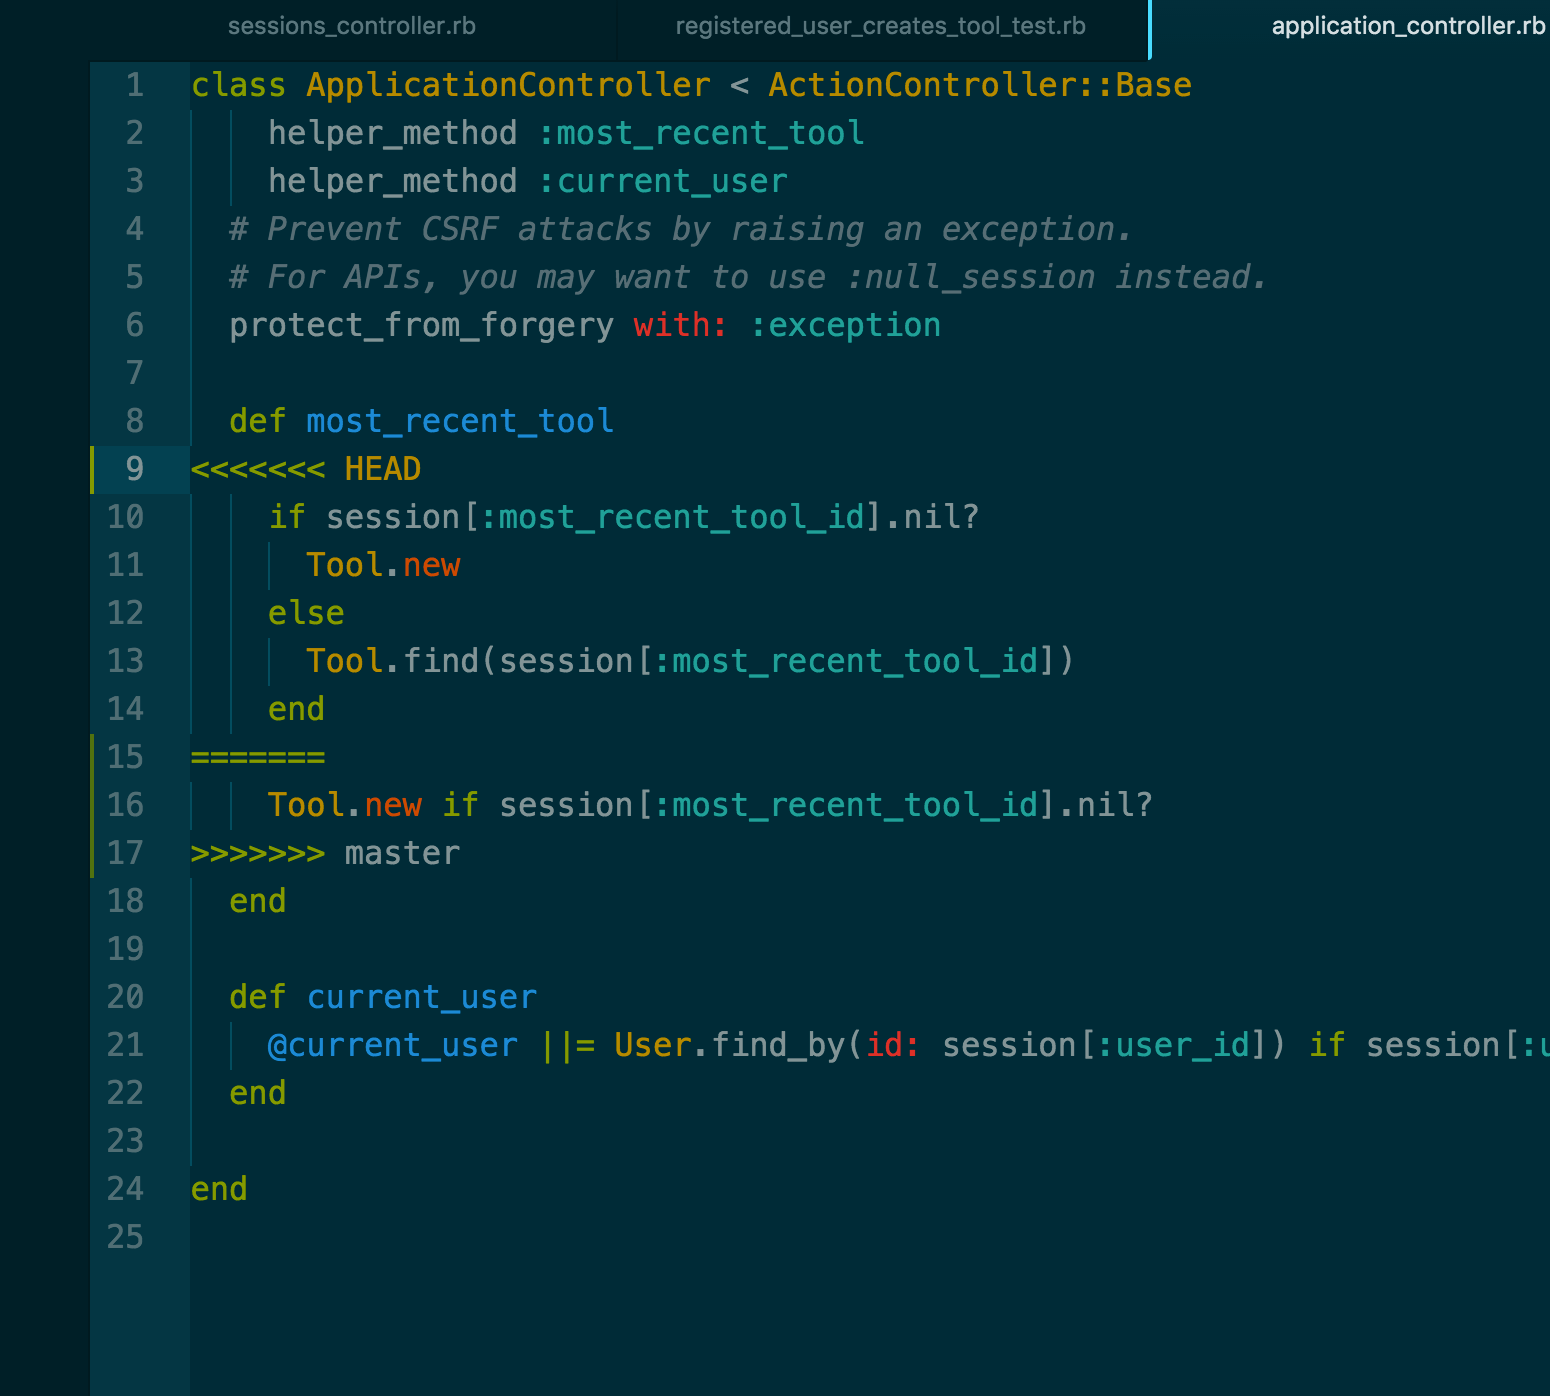 sessions_controller.rb registered_user_creates_tool_test.rb application_controller.rb
1 class ApplicationController < ActionController::Base
2     helper_method :most_recent_tool
3     helper_method :current_user
4   # Prevent CSRF attacks by raising an exception.
5   # For APIs, you may want to use :null_session instead.
6   protect_from_forgery with: :exception
7
8   def most_recent_tool
9 <<<<<<< HEAD
10     if session[:most_recent_tool_id].nil?
11       Tool.new
12     else
13       Tool.find(session[:most_recent_tool_id])
14     end
15 =======
16     Tool.new if session[:most_recent_tool_id].nil?
17 >>>>>>> master
18   end
19
20   def current_user
21     @current_user ||= User.find_by(id: session[:user_id]) if session[:u
22   end
23
24 end
25